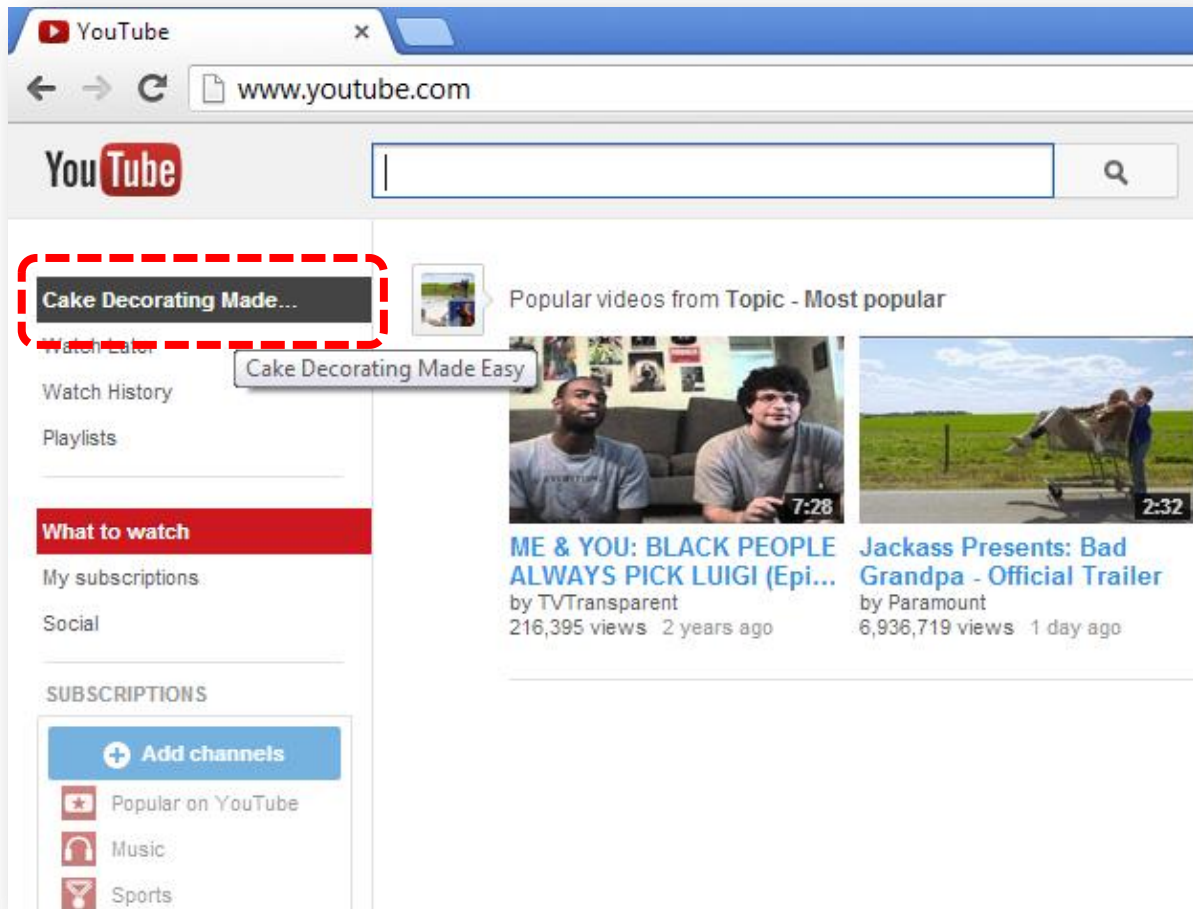 YouTube
www.youtube.com
YouTube
Cake Decorating Made...
Watch Later
Cake Decorating Made Easy
Watch History
Playlists
What to watch
My subscriptions
Social
SUBSCRIPTIONS
Add channels
Popular on YouTube
Music
Sports
Popular videos from Topic - Most popular
7:28
ME & YOU: BLACK PEOPLE
ALWAYS PICK LUIGI (Epi...
by TVTransparent
216,395 views 2 years ago
2:32
Jackass Presents: Bad
Grandpa - Official Trailer
by Paramount
6,936,719 views 1 day ago